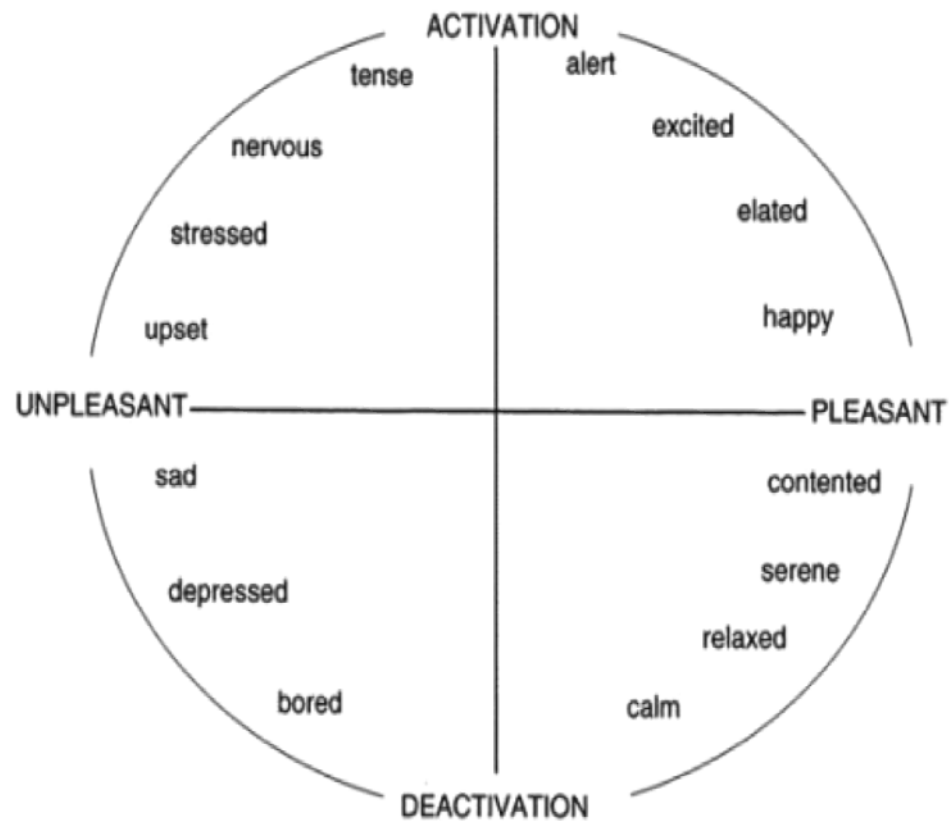 ACTIVATION
tense
alert
nervous
excited
stressed
elated
upset
happy
UNPLEASANT
PLEASANT
sad
contented
depressed
serene
relaxed
bored
calm
DEACTIVATION